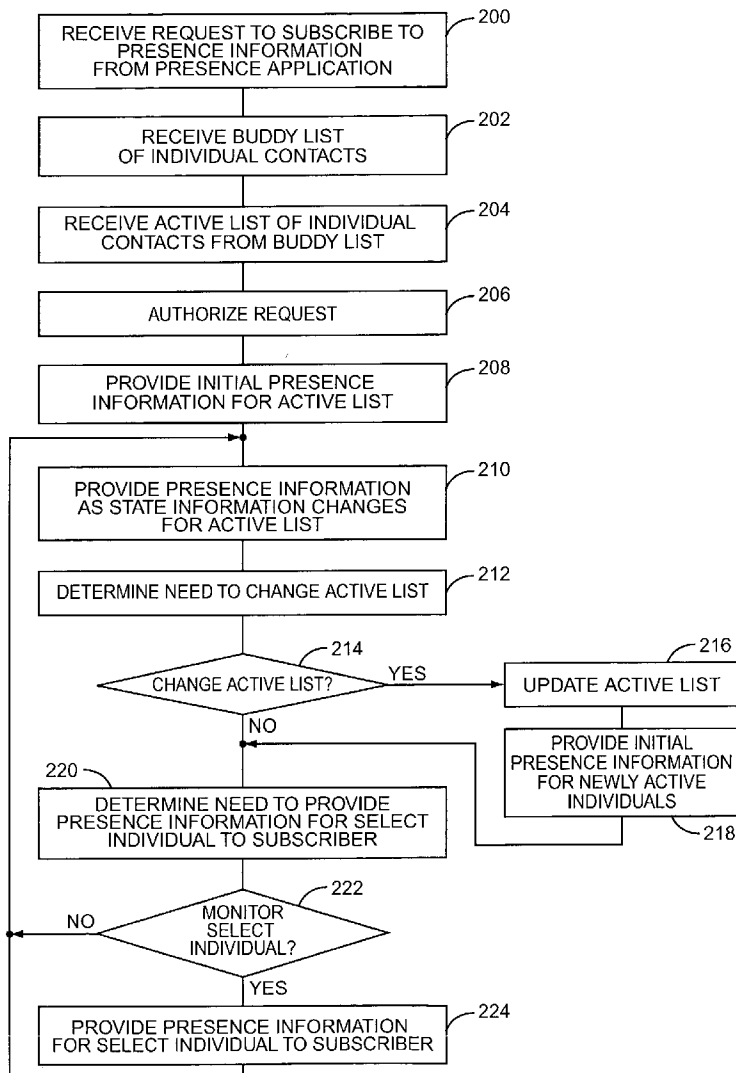 RECEIVE REQUEST TO SUBSCRIBE TO
PRESENCE INFORMATION
FROM PRESENCE APPLICATION
200
RECEIVE BUDDY LIST
OF INDIVIDUAL CONTACTS
202
RECEIVE ACTIVE LIST OF INDIVIDUAL
CONTACTS FROM BUDDY LIST
204
AUTHORIZE REQUEST
206
PROVIDE INITIAL PRESENCE
INFORMATION FOR ACTIVE LIST
208
PROVIDE PRESENCE INFORMATION
AS STATE INFORMATION CHANGES
FOR ACTIVE LIST
210
DETERMINE NEED TO CHANGE ACTIVE LIST
212
CHANGE ACTIVE LIST?
214
YES
NO
UPDATE ACTIVE LIST
216
PROVIDE INITIAL
PRESENCE INFORMATION
FOR NEWLY ACTIVE
INDIVIDUALS
218
220
DETERMINE NEED TO PROVIDE
PRESENCE INFORMATION FOR SELECT
INDIVIDUAL TO SUBSCRIBER
MONITOR
SELECT
INDIVIDUAL?
222
NO
YES
PROVIDE PRESENCE INFORMATION
FOR SELECT INDIVIDUAL TO SUBSCRIBER
224